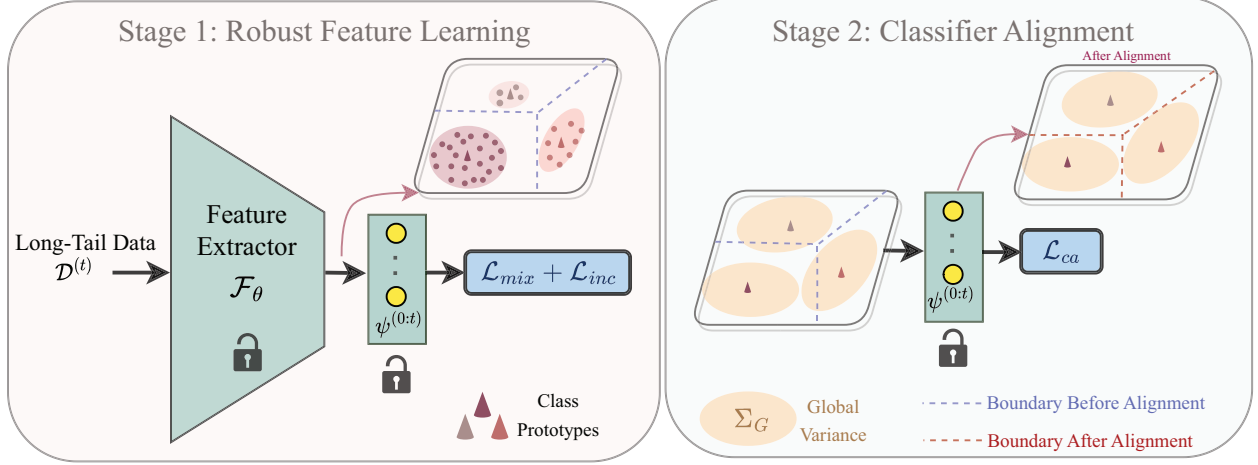 Stage 1: Robust Feature Learning
Long-Tail Data
𝒟^(t)
Feature
Extractor
ℱ_θ
ψ^(0:t)
ℒ_mix + ℒ_inc
Class
Prototypes
Stage 2: Classifier Alignment
After Alignment
ψ^(0:t)
ℒ_ca
Σ_G
Global
Variance
Boundary Before Alignment
Boundary After Alignment